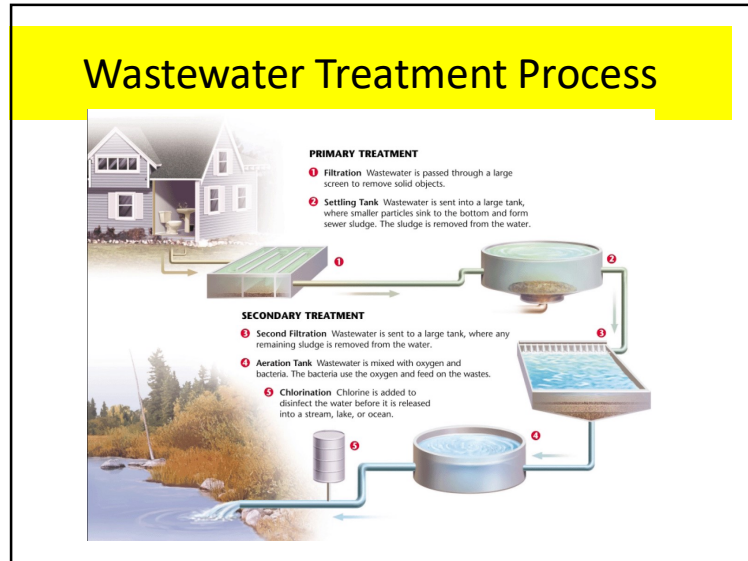 Wastewater Treatment Process
PRIMARY TREATMENT
1 Filtration Wastewater is passed through a large
screen to remove solid objects.
2 Settling Tank Wastewater is sent into a large tank,
where smaller particles sink to the bottom and form
sewer sludge. The sludge is removed from the water.
1
2
SECONDARY TREATMENT
3 Second Filtration Wastewater is sent to a large tank, where any
remaining sludge is removed from the water.
3
4 Aeration Tank Wastewater is mixed with oxygen and
bacteria. The bacteria use the oxygen and feed on the wastes.
5 Chlorination Chlorine is added to
disinfect the water before it is released
into a stream, lake, or ocean.
4
5